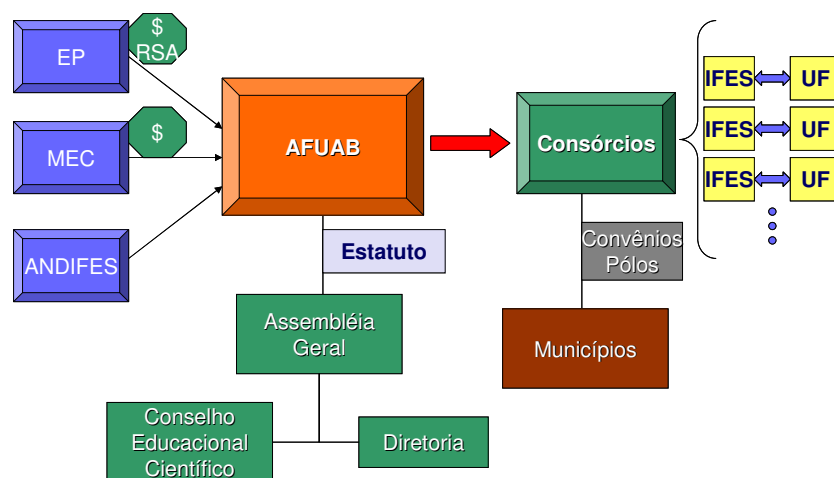 $
RSA
EP
$
MEC
ANDIFES
AFUAB
Estatuto
Assembléia
Geral
Conselho
Educacional
Científico
Diretoria
Consórcios
Convênios
Pólos
Municípios
IFES
UF
IFES
UF
IFES
UF